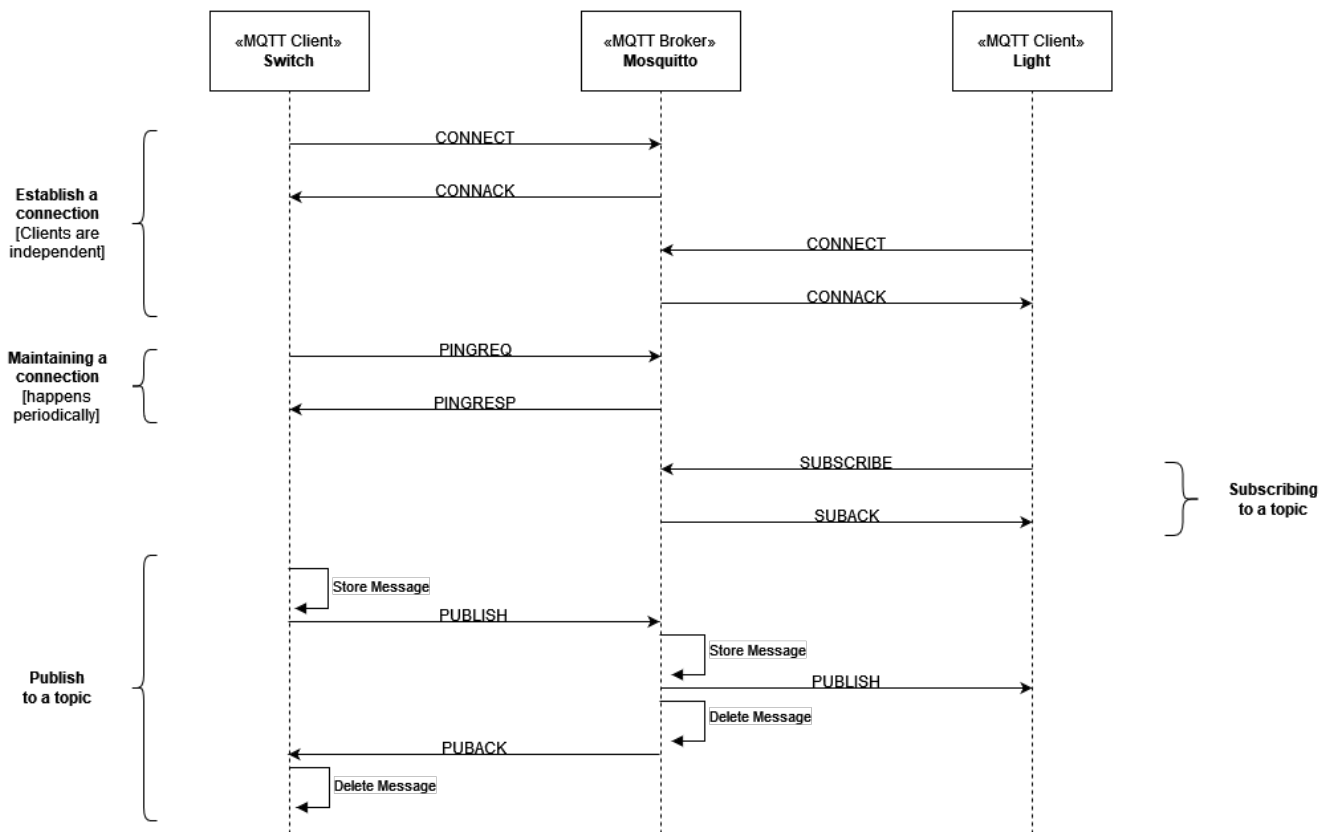 «MQTT Client»
Switch
«MQTT Broker»
Mosquitto
«MQTT Client»
Light
CONNECT
CONNACK
Establish a
connection
[Clients are
independent]
CONNECT
CONNACK
Maintaining a
connection
[happens
periodically]
PINGREQ
PINGRESP
SUBSCRIBE
SUBACK
Subscribing
to a topic
Store Message
PUBLISH
Store Message
Publish
to a topic
PUBLISH
Delete Message
PUBACK
Delete Message